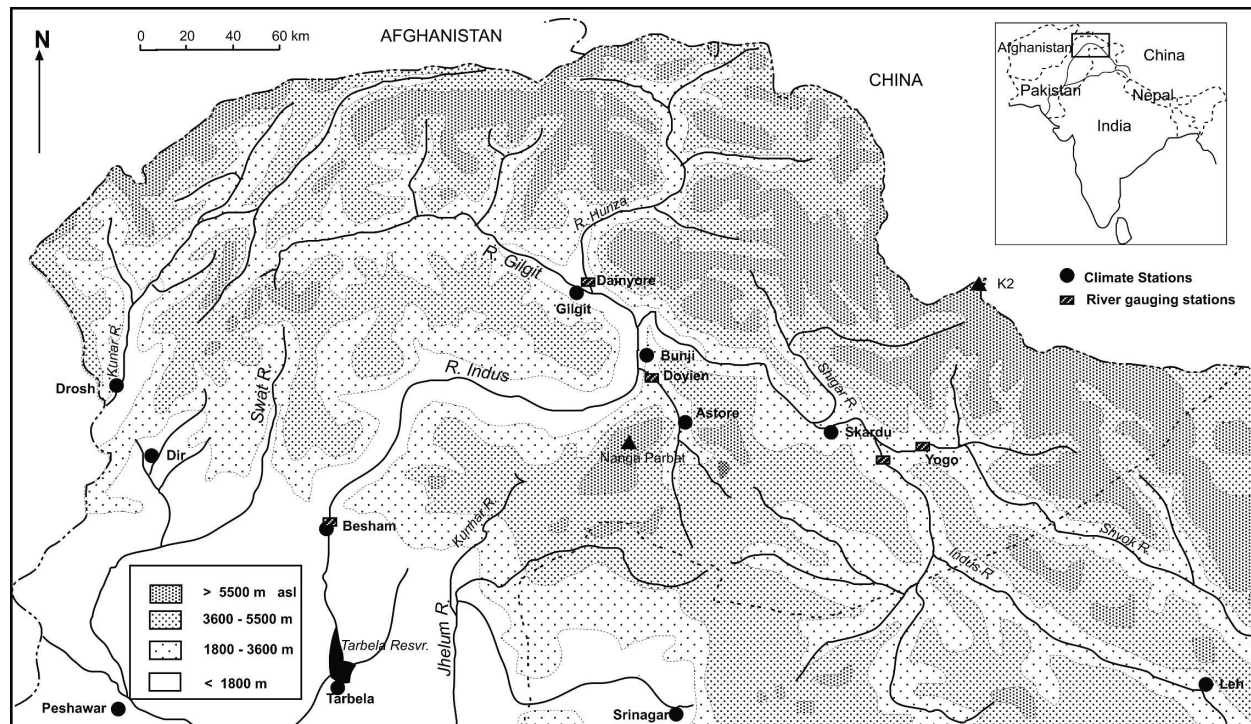 N
0 20 40 60 km
AFGHANISTAN
CHINA
Afghanistan
China
Pakistan
Nepal
India
R. Hunza
R. Gilgit
Dainyore
Gilgit
K2
Climate Stations
River gauging stations
Kunar R.
Drosh
Swat R.
R. Indus
Bunji
Doyien
Shigar R.
Astore
Skardu
Dir
Nanga Parbat
Yogo
Besham
Kunhar R.
Shyok R.
Indus R.
> 5500 m asl
3600 - 5500 m
1800 - 3600 m
< 1800 m
Jhelum R.
Tarbela Resvr.
Tarbela
Peshawar
Srinagar
Leh